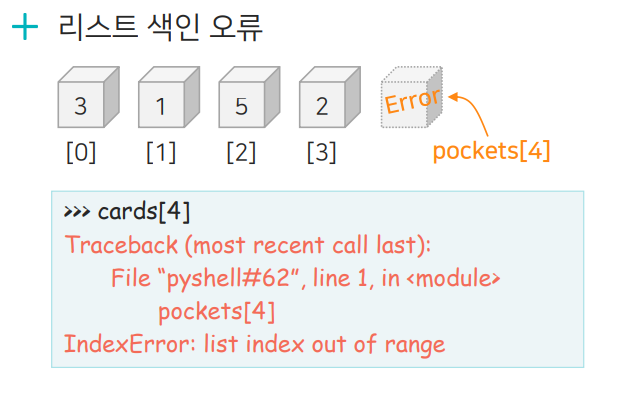 + 리스트 색인 오류
3 1 5 2 Error
[0] [1] [2] [3] pockets[4]
>>> cards[4]
Traceback (most recent call last):
File “pyshell#62”, line 1, in <module>
pockets[4]
IndexError: list index out of range